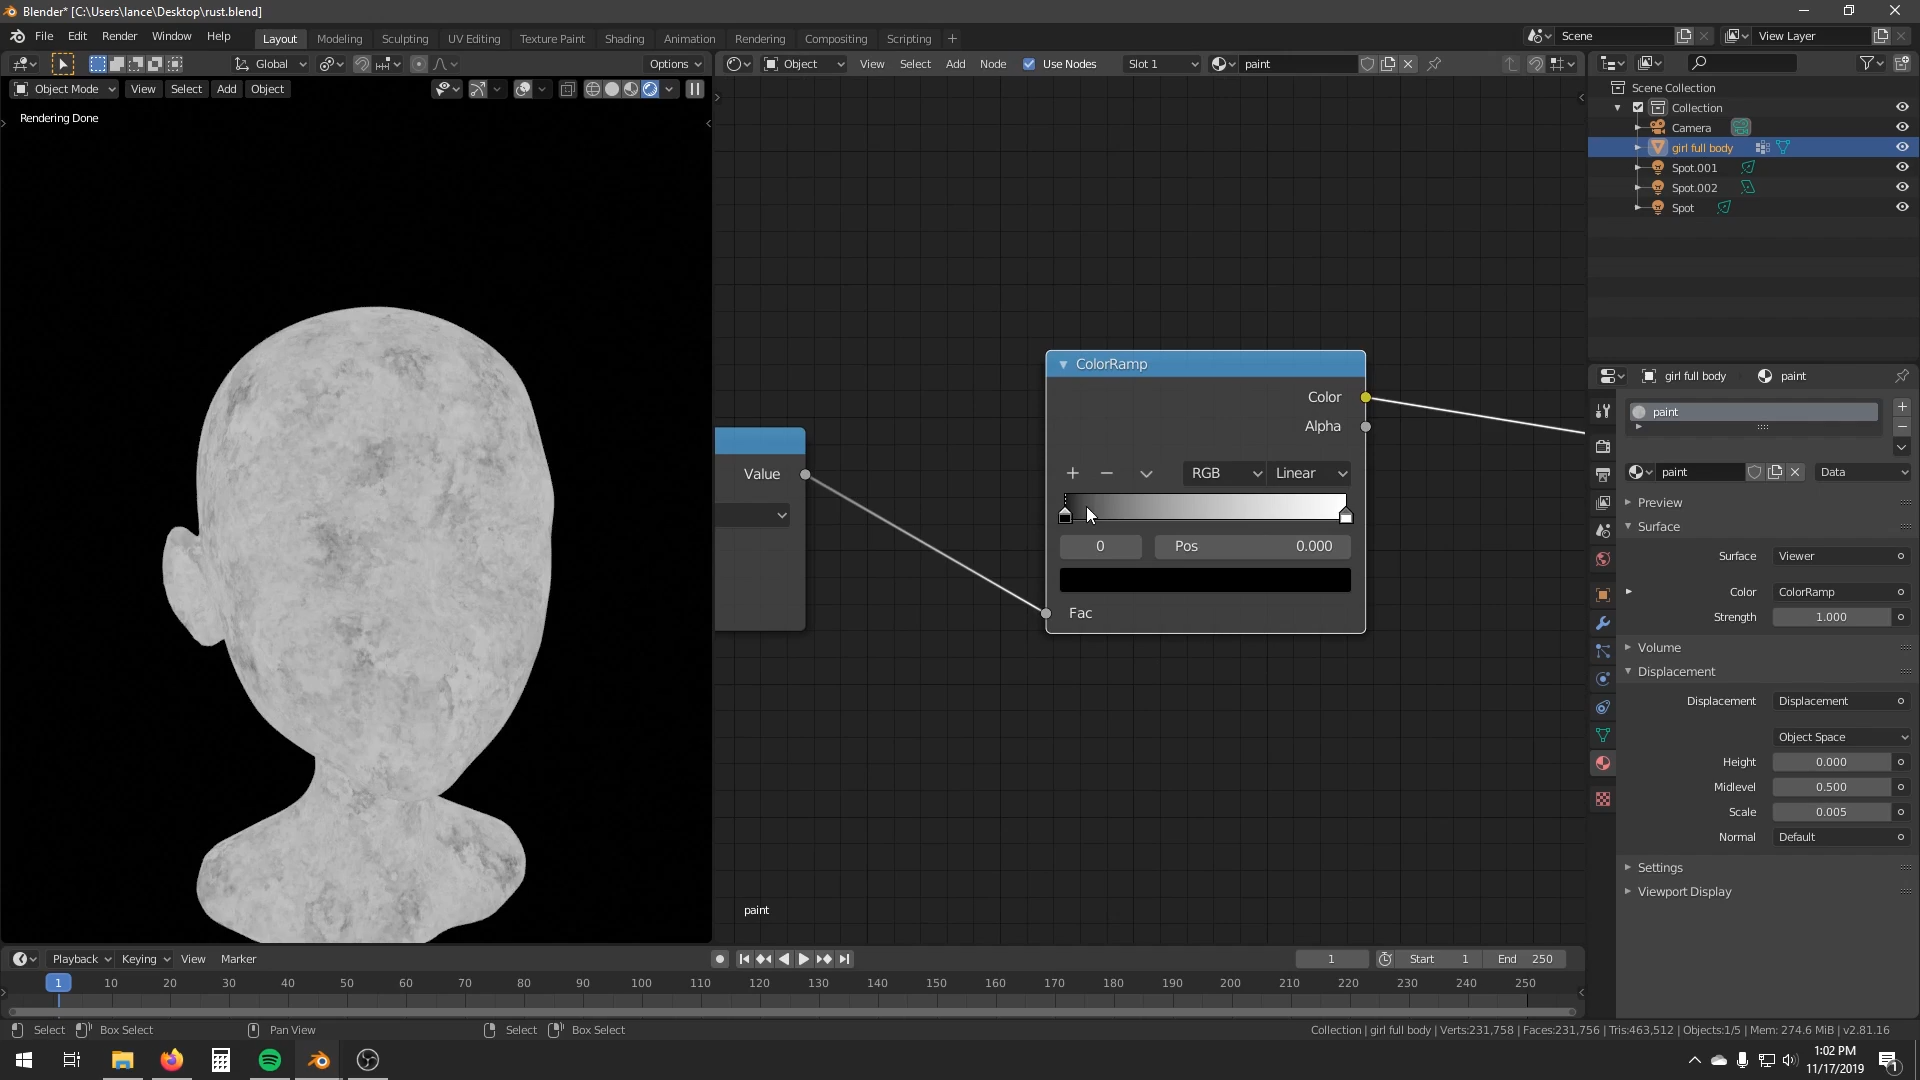 Blender* [C:\Users\lance\Desktop\rust.blend]
File Edit Render Window Help Layout Modeling Sculpting UV Editing Texture Paint Shading Animation Rendering Compositing Scripting + Scene View Layer
Global Options Object View Select Add Node Use Nodes Slot 1 paint
Object Mode View Select Add Object
Rendering Done
Scene Collection
Collection
Camera
girl full body
Spot.001
Spot.002
Spot
ColorRamp
Color
Alpha
Value
+ − RGB Linear
0 Pos 0.000
Fac
paint
girl full body paint
paint
paint Data
Preview
Surface
Surface Viewer
Color ColorRamp
Strength 1.000
Volume
Displacement
Displacement Displacement
Object Space
Height 0.000
Midlevel 0.500
Scale 0.005
Normal Default
Settings
Viewport Display
Playback Keying View Marker 1 Start 1 End 250
1 10 20 30 40 50 60 70 80 90 100 110 120 130 140 150 160 170 180 190 200 210 220 230 240 250
Select Box Select Pan View Select Box Select Collection | girl full body | Verts:231,758 | Faces:231,756 | Tris:463,512 | Objects:1/5 | Mem: 274.6 MiB | v2.81.16
1:02 PM
11/17/2019
1